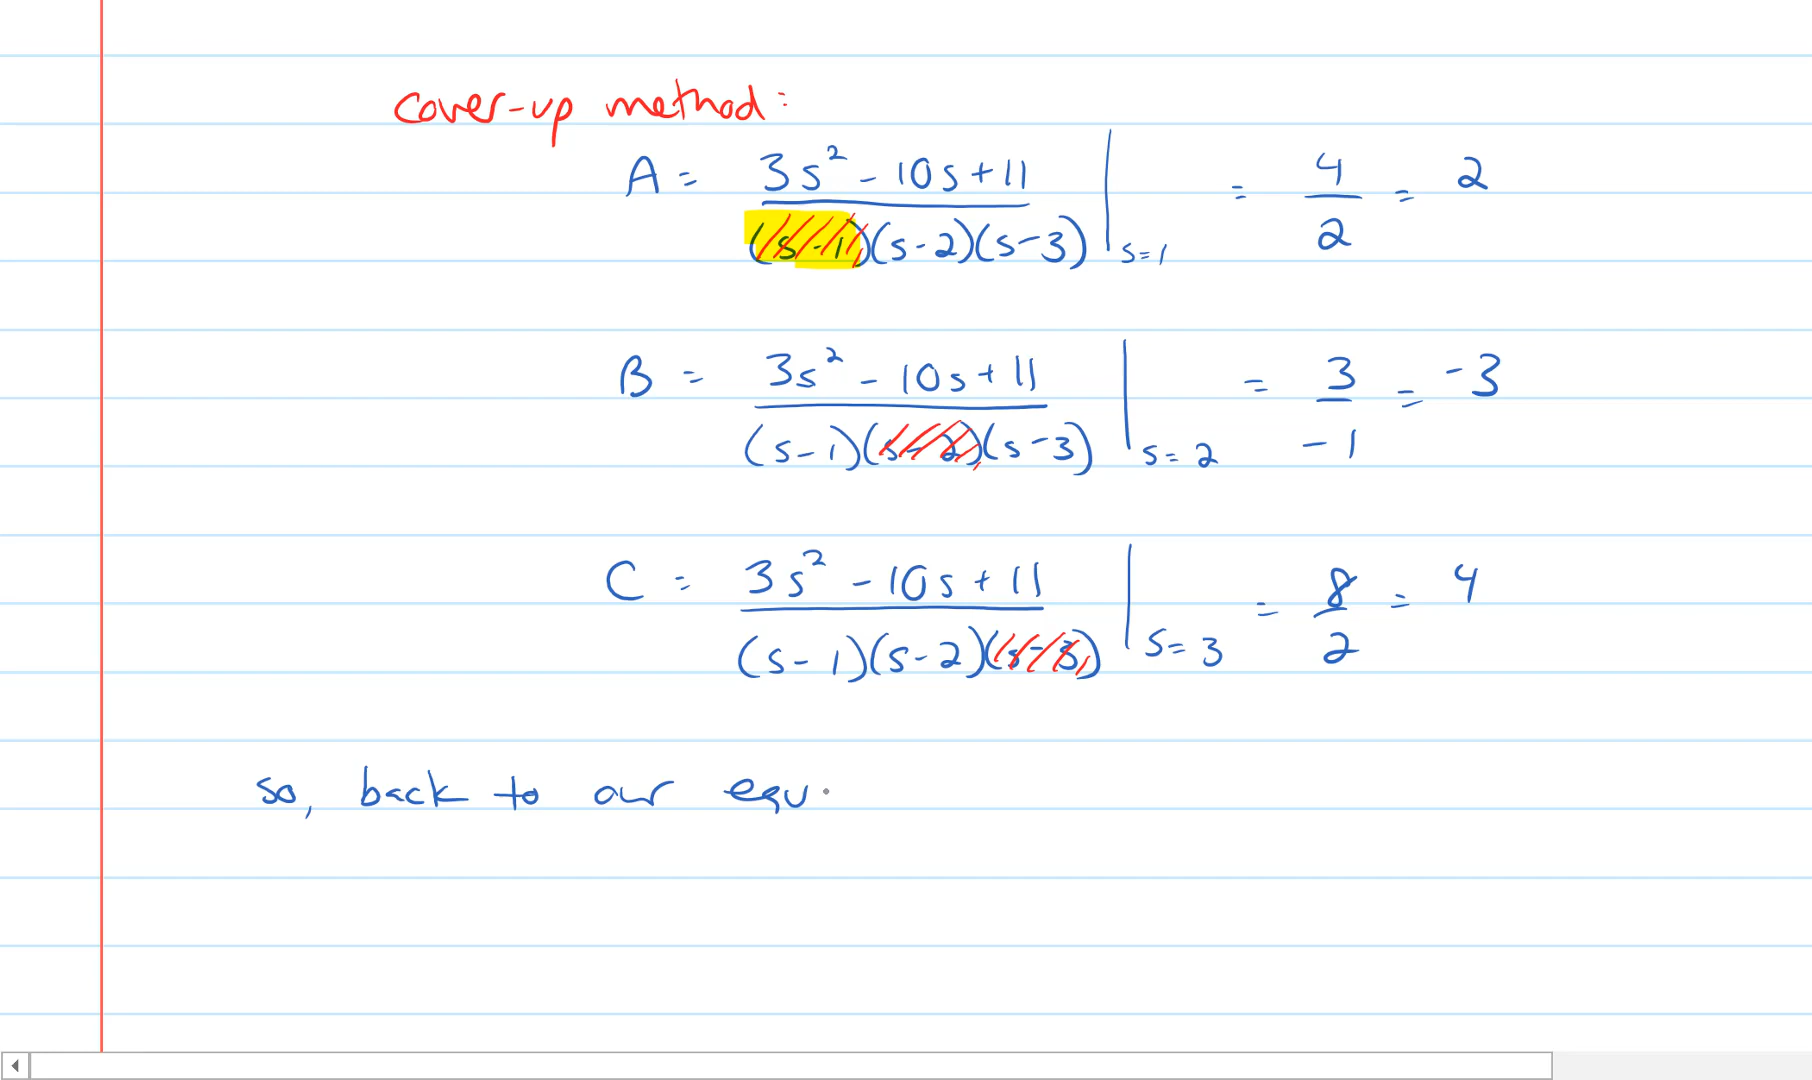 cover-up method:
A = 3s² - 10s + 11 / (s-1)(s-2)(s-3) | s=1 = 4/2 = 2
B = 3s² - 10s + 11 / (s-1)(s-2)(s-3) | s=2 = 3/-1 = -3
C = 3s² - 10s + 11 / (s-1)(s-2)(s-3) | s=3 = 8/2 = 4
so, back to our equ